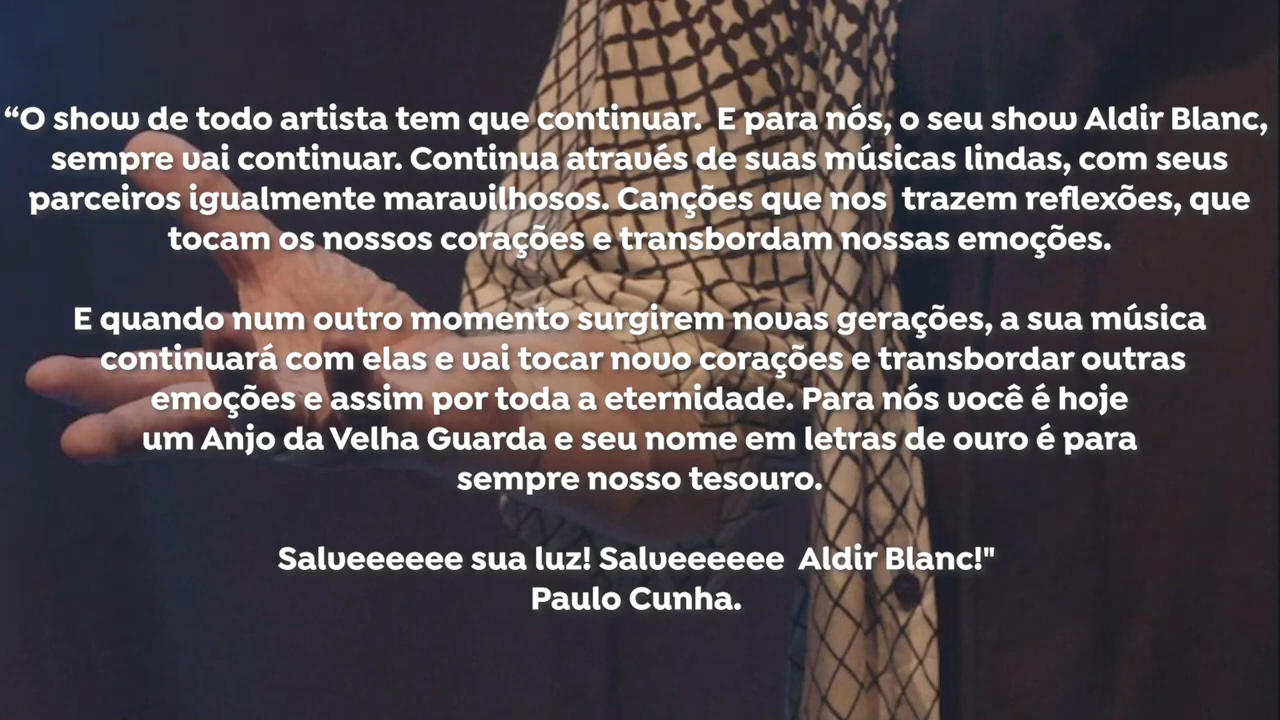 “O show de todo artista tem que continuar.  E para nós, o seu show Aldir Blanc,
sempre vai continuar. Continua através de suas músicas lindas, com seus
parceiros igualmente maravilhosos. Canções que nos  trazem reflexões, que
tocam os nossos corações e transbordam nossas emoções.
E quando num outro momento surgirem novas gerações, a sua música
continuará com elas e vai tocar novo corações e transbordar outras
emoções e assim por toda a eternidade. Para nós você é hoje
um Anjo da Velha Guarda e seu nome em letras de ouro é para
sempre nosso tesouro.
Salveeeeee sua luz! Salveeeeee  Aldir Blanc!"
Paulo Cunha.